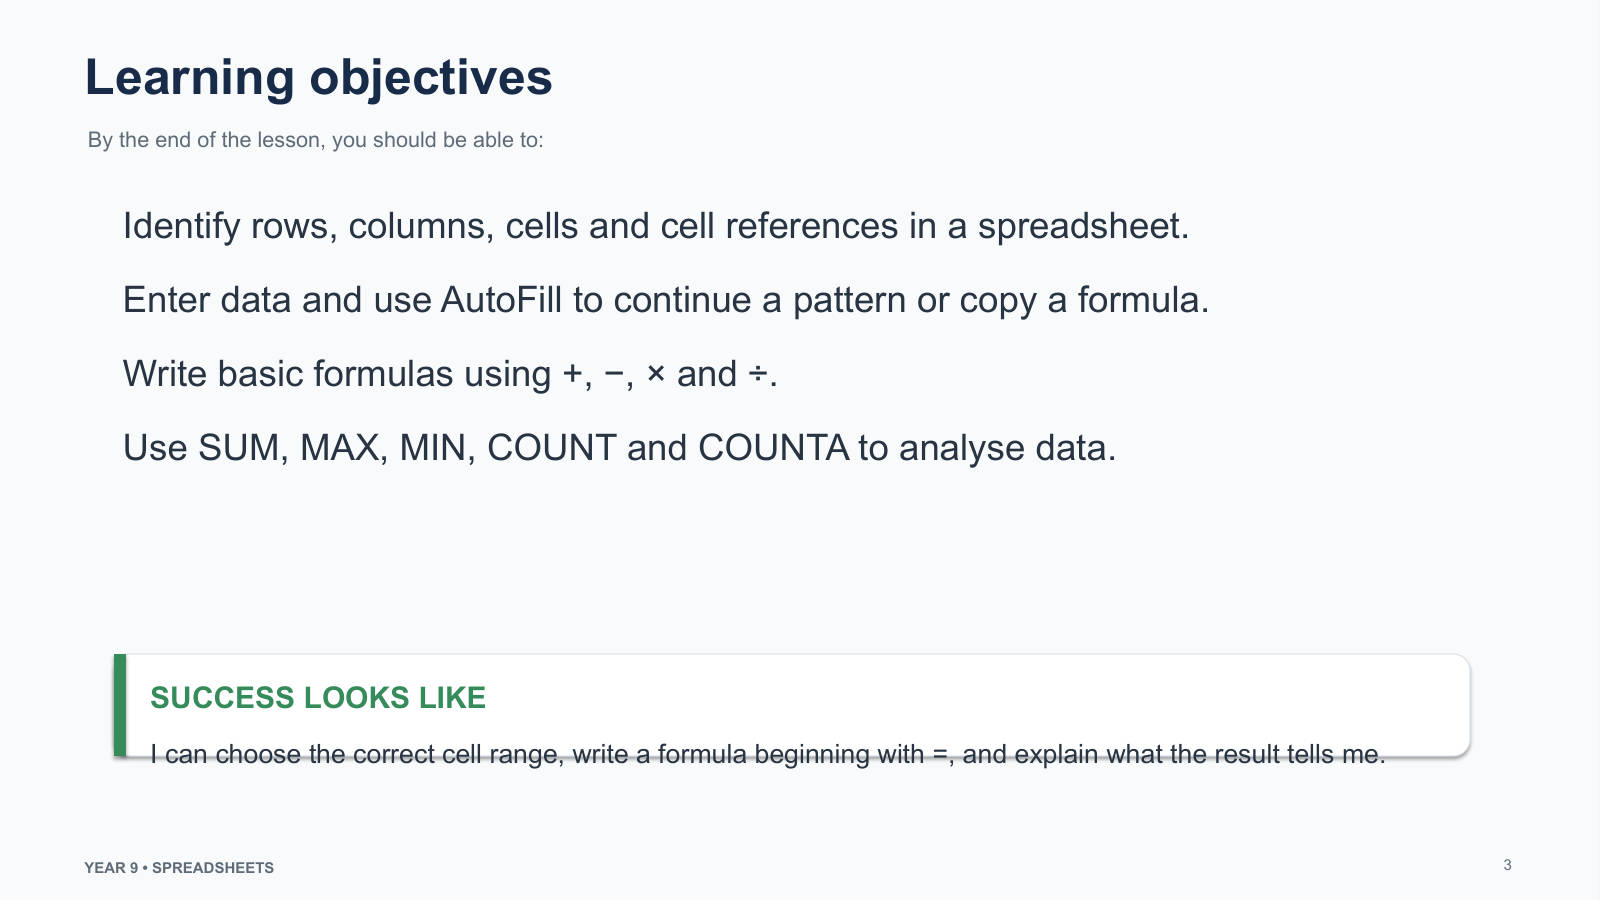 Learning objectives
By the end of the lesson, you should be able to:
Identify rows, columns, cells and cell references in a spreadsheet.
Enter data and use AutoFill to continue a pattern or copy a formula.
Write basic formulas using +, −, × and ÷.
Use SUM, MAX, MIN, COUNT and COUNTA to analyse data.
SUCCESS LOOKS LIKE
I can choose the correct cell range, write a formula beginning with =, and explain what the result tells me.
YEAR 9 • SPREADSHEETS
3